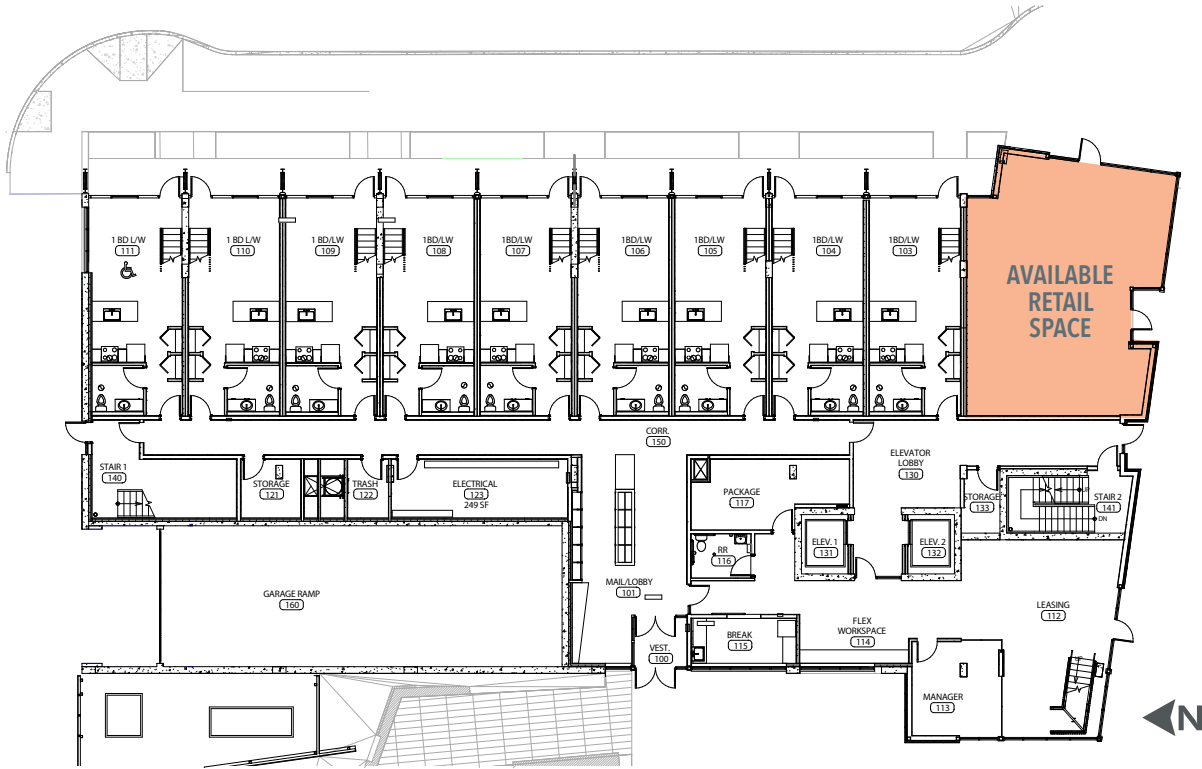 1 BD L/W
111
1 BD L/W
110
1 BD/LW
109
1BD/LW
108
1BD/LW
107
1BD/LW
106
1BD/LW
105
1BD/LW
104
1BD/LW
103
AVAILABLE
RETAIL
SPACE
CORR.
150
STAIR 1
140
STORAGE
121
TRASH
122
ELECTRICAL
123
249 SF
PACKAGE
117
ELEVATOR
LOBBY
130
STORAGE
133
UP
STAIR 2
141
DN
RR
116
ELEV. 1
131
ELEV. 2
132
GARAGE RAMP
160
MAIL/LOBBY
101
VEST.
100
BREAK
115
FLEX
WORKSPACE
114
LEASING
112
MANAGER
113
N